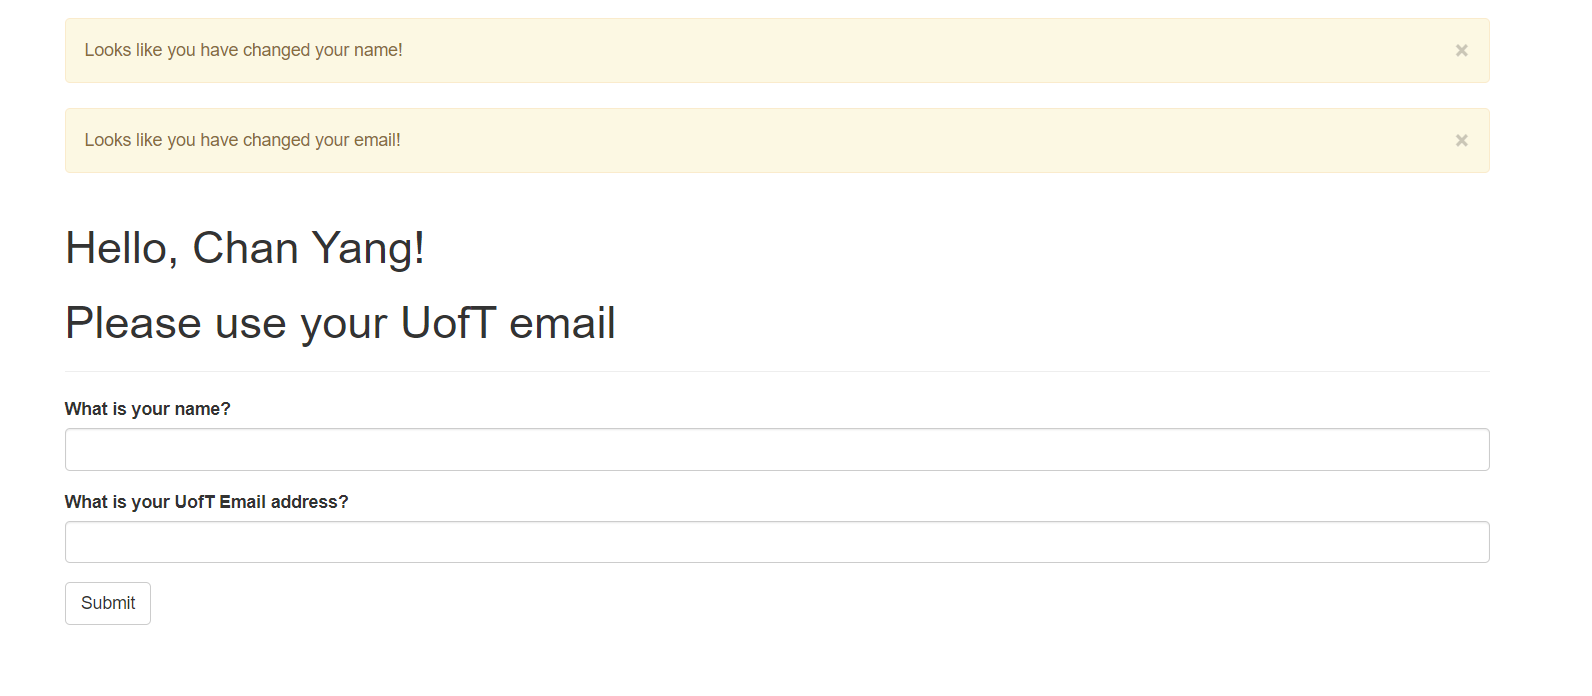 Looks like you have changed your name! ×
Looks like you have changed your email! ×
Hello, Chan Yang!
Please use your UofT email
What is your name?
What is your UofT Email address?
Submit